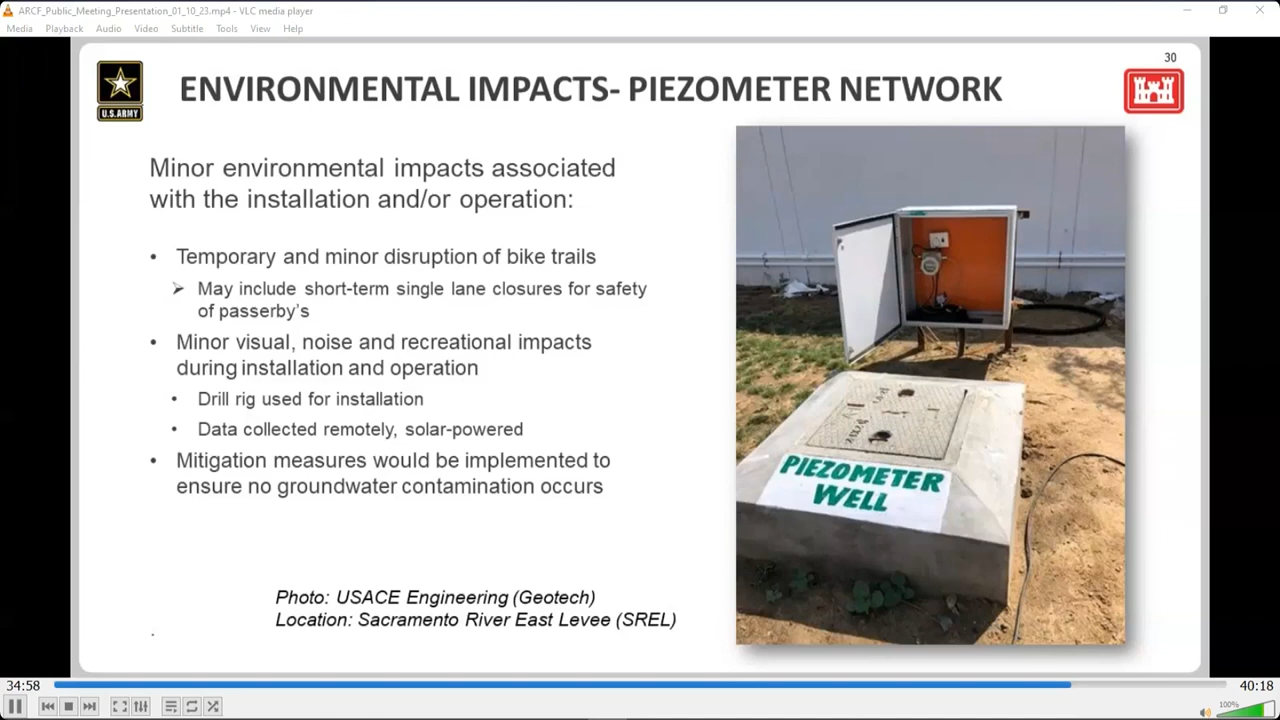 ARCF_Public_Meeting_Presentation_01_10_23.mp4 - VLC media player
Media Playback Audio Video Subtitle Tools View Help
30
U.S.ARMY
ENVIRONMENTAL IMPACTS- PIEZOMETER NETWORK
Minor environmental impacts associated
with the installation and/or operation:
• Temporary and minor disruption of bike trails
➢ May include short-term single lane closures for safety
of passerby's
• Minor visual, noise and recreational impacts
during installation and operation
• Drill rig used for installation
• Data collected remotely, solar-powered
• Mitigation measures would be implemented to
ensure no groundwater contamination occurs
PIEZOMETER
WELL
Photo: USACE Engineering (Geotech)
Location: Sacramento River East Levee (SREL)
34:58
40:18
100%